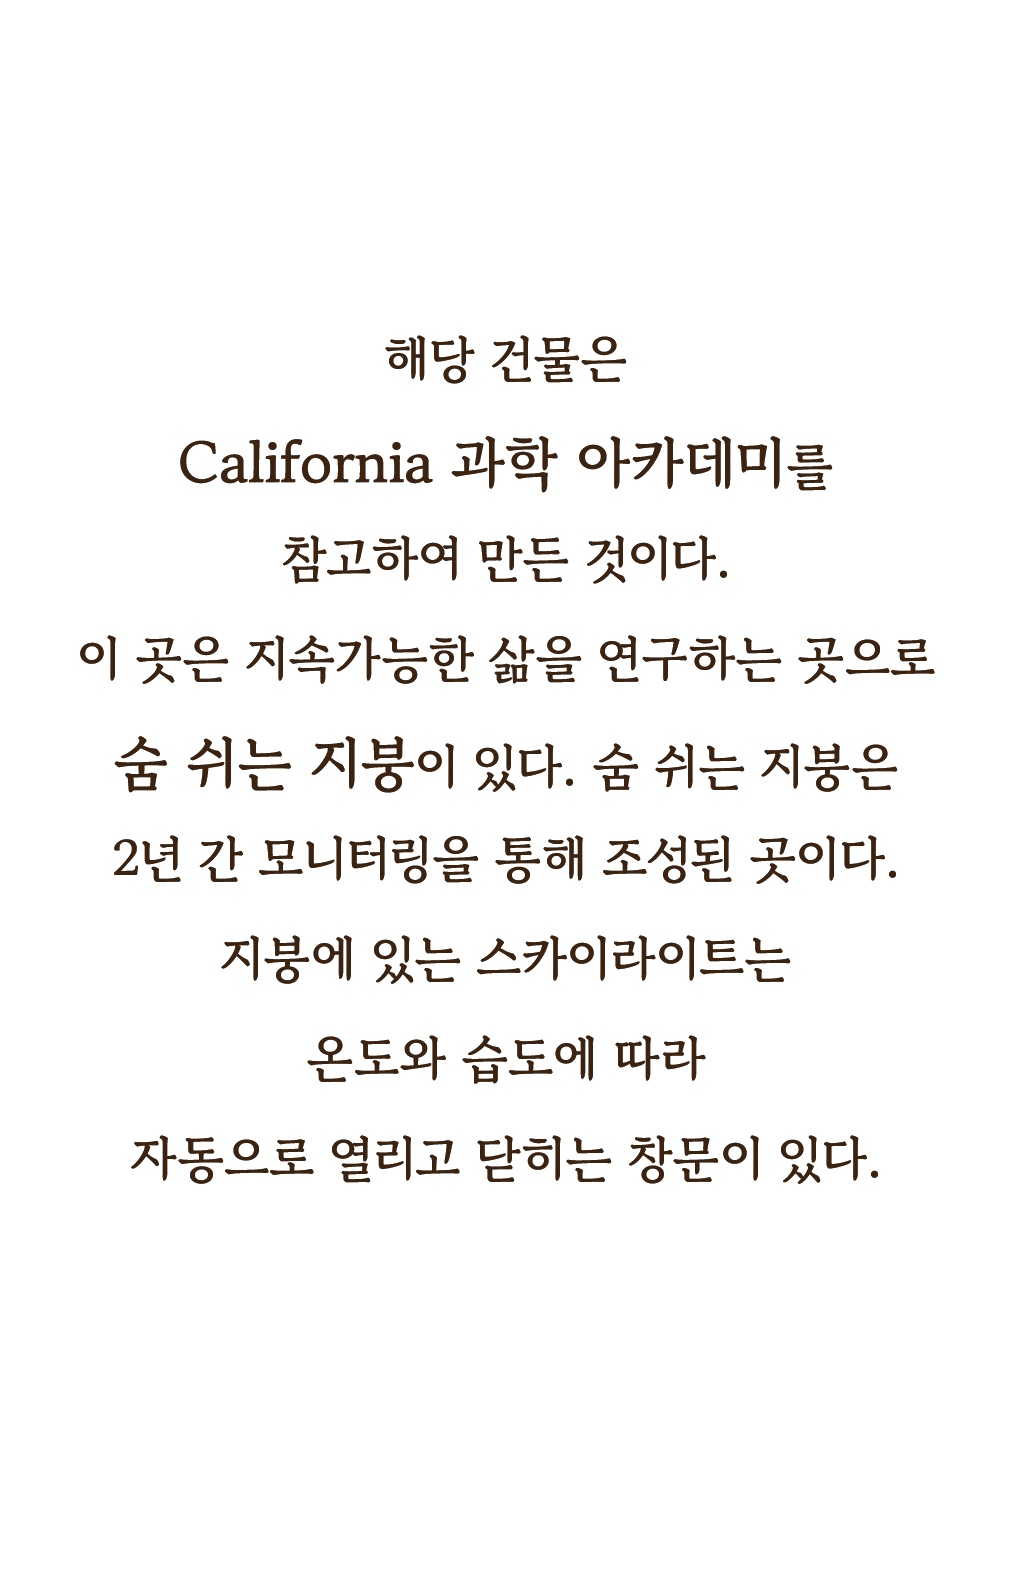 해당 건물은
California 과학 아카데미를
참고하여 만든 것이다.
이 곳은 지속가능한 삶을 연구하는 곳으로
숨 쉬는 지붕이 있다. 숨 쉬는 지붕은
2년 간 모니터링을 통해 조성된 곳이다.
지붕에 있는 스카이라이트는
온도와 습도에 따라
자동으로 열리고 닫히는 창문이 있다.